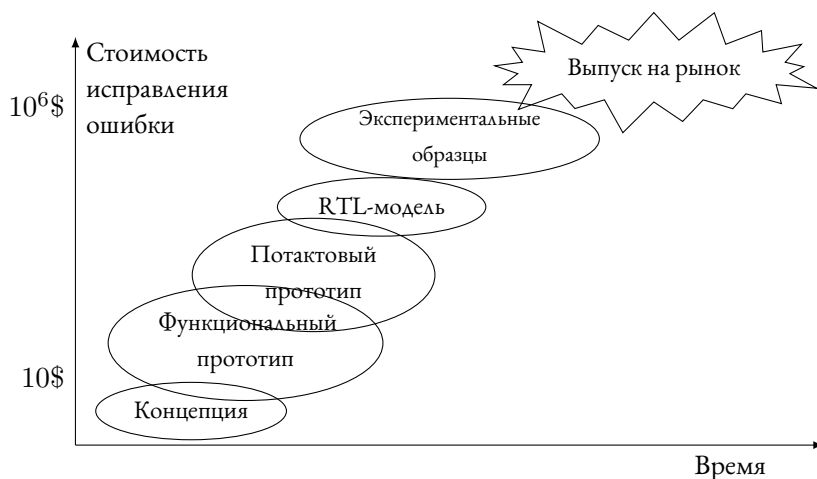 Стоимость
исправления
ошибки
10⁶$
Выпуск на рынок
Экспериментальные
образцы
RTL-модель
Потактовый
прототип
Функциональный
прототип
10$
Концепция
Время